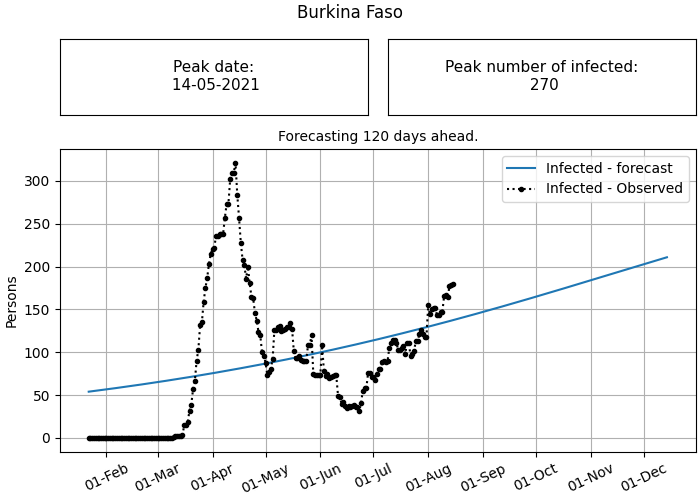 Burkina Faso
Peak date:
14-05-2021
Peak number of infected:
270
Forecasting 120 days ahead.
Infected - forecast
Infected - Observed
Persons
300
250
200
150
100
50
0
01-Feb
01-Mar
01-Apr
01-May
01-Jun
01-Jul
01-Aug
01-Sep
01-Oct
01-Nov
01-Dec